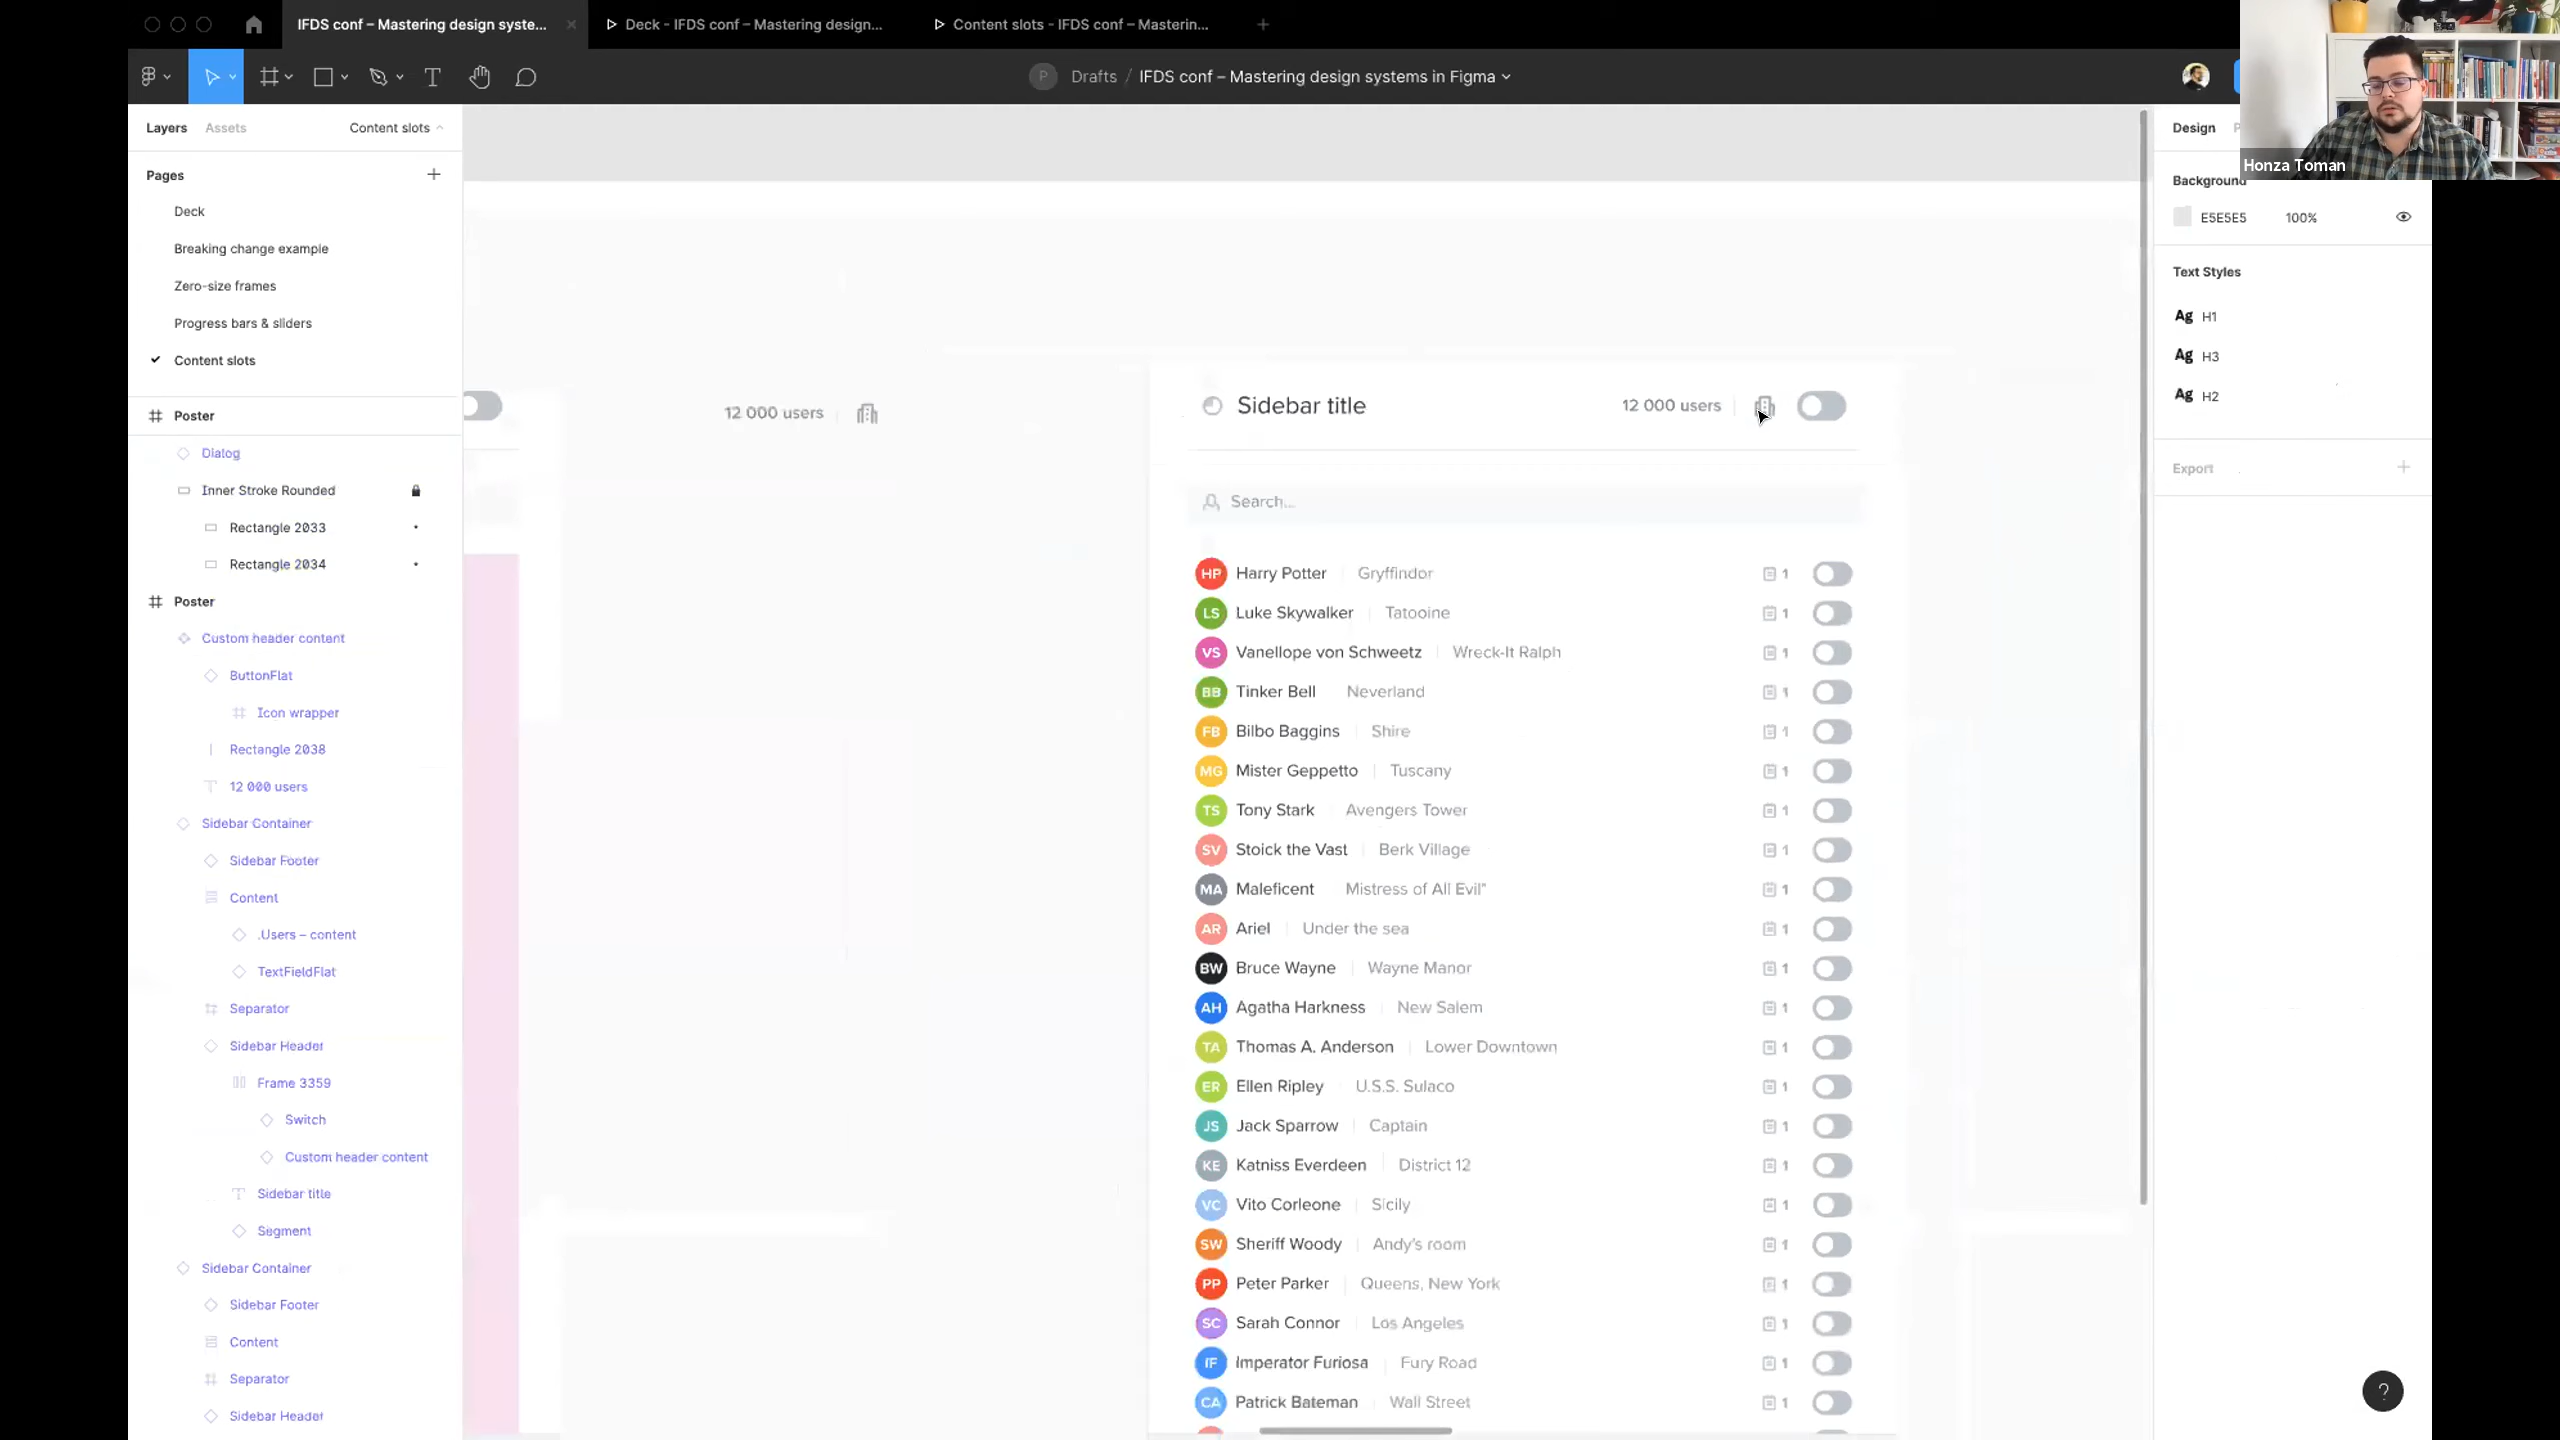 IFDS conf – Mastering design syste...
Deck - IFDS conf – Mastering design...
Content slots - IFDS conf – Masterin...
P Drafts / IFDS conf – Mastering design systems in Figma
Honza Toman
Layers Assets Content slots
Pages
Deck
Breaking change example
Zero-size frames
Progress bars & sliders
Content slots
Poster
Dialog
Inner Stroke Rounded
Rectangle 2033
Rectangle 2034
Poster
Custom header content
ButtonFlat
Icon wrapper
Rectangle 2038
12 000 users
Sidebar Container
Sidebar Footer
Content
.Users – content
TextFieldFlat
Separator
Sidebar Header
Frame 3359
Switch
Custom header content
Sidebar title
Segment
Sidebar Container
Sidebar Footer
Content
Separator
Sidebar Header
12 000 users
Sidebar title 12 000 users
Search...
HP Harry Potter Gryffindor 1
LS Luke Skywalker Tatooine 1
VS Vanellope von Schweetz Wreck-It Ralph 1
BB Tinker Bell Neverland 1
FB Bilbo Baggins Shire 1
MG Mister Geppetto Tuscany 1
TS Tony Stark Avengers Tower 1
SV Stoick the Vast Berk Village 1
MA Maleficent Mistress of All Evil" 1
AR Ariel Under the sea 1
BW Bruce Wayne Wayne Manor 1
AH Agatha Harkness New Salem 1
TA Thomas A. Anderson Lower Downtown 1
ER Ellen Ripley U.S.S. Sulaco 1
JS Jack Sparrow Captain 1
KE Katniss Everdeen District 12 1
VC Vito Corleone Sicily 1
SW Sheriff Woody Andy's room 1
PP Peter Parker Queens, New York 1
SC Sarah Connor Los Angeles 1
IF Imperator Furiosa Fury Road 1
CA Patrick Bateman Wall Street 1
Design
Background
E5E5E5 100%
Text Styles
Ag H1
Ag H3
Ag H2
Export
?